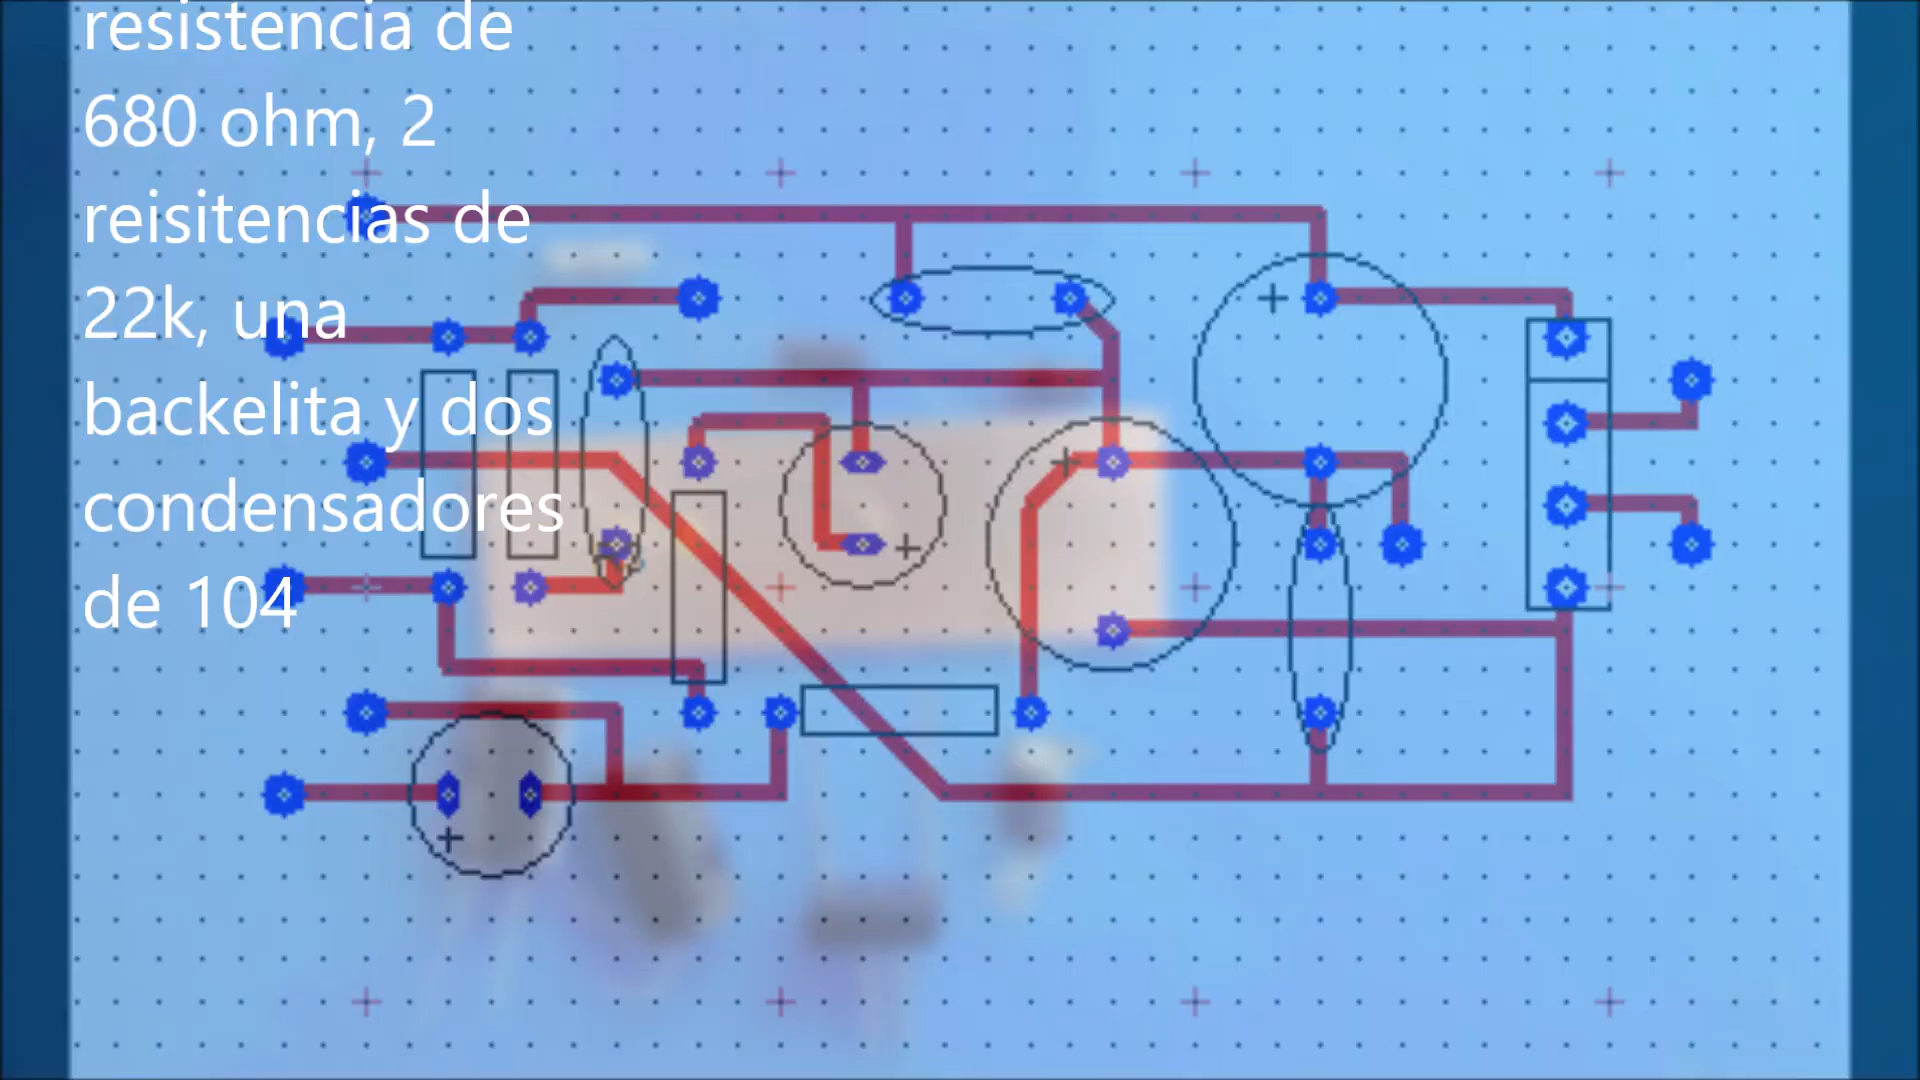 resistencia de
680 ohm, 2
reisitencias de
22k, una
backelita y dos
condensadores
de 104